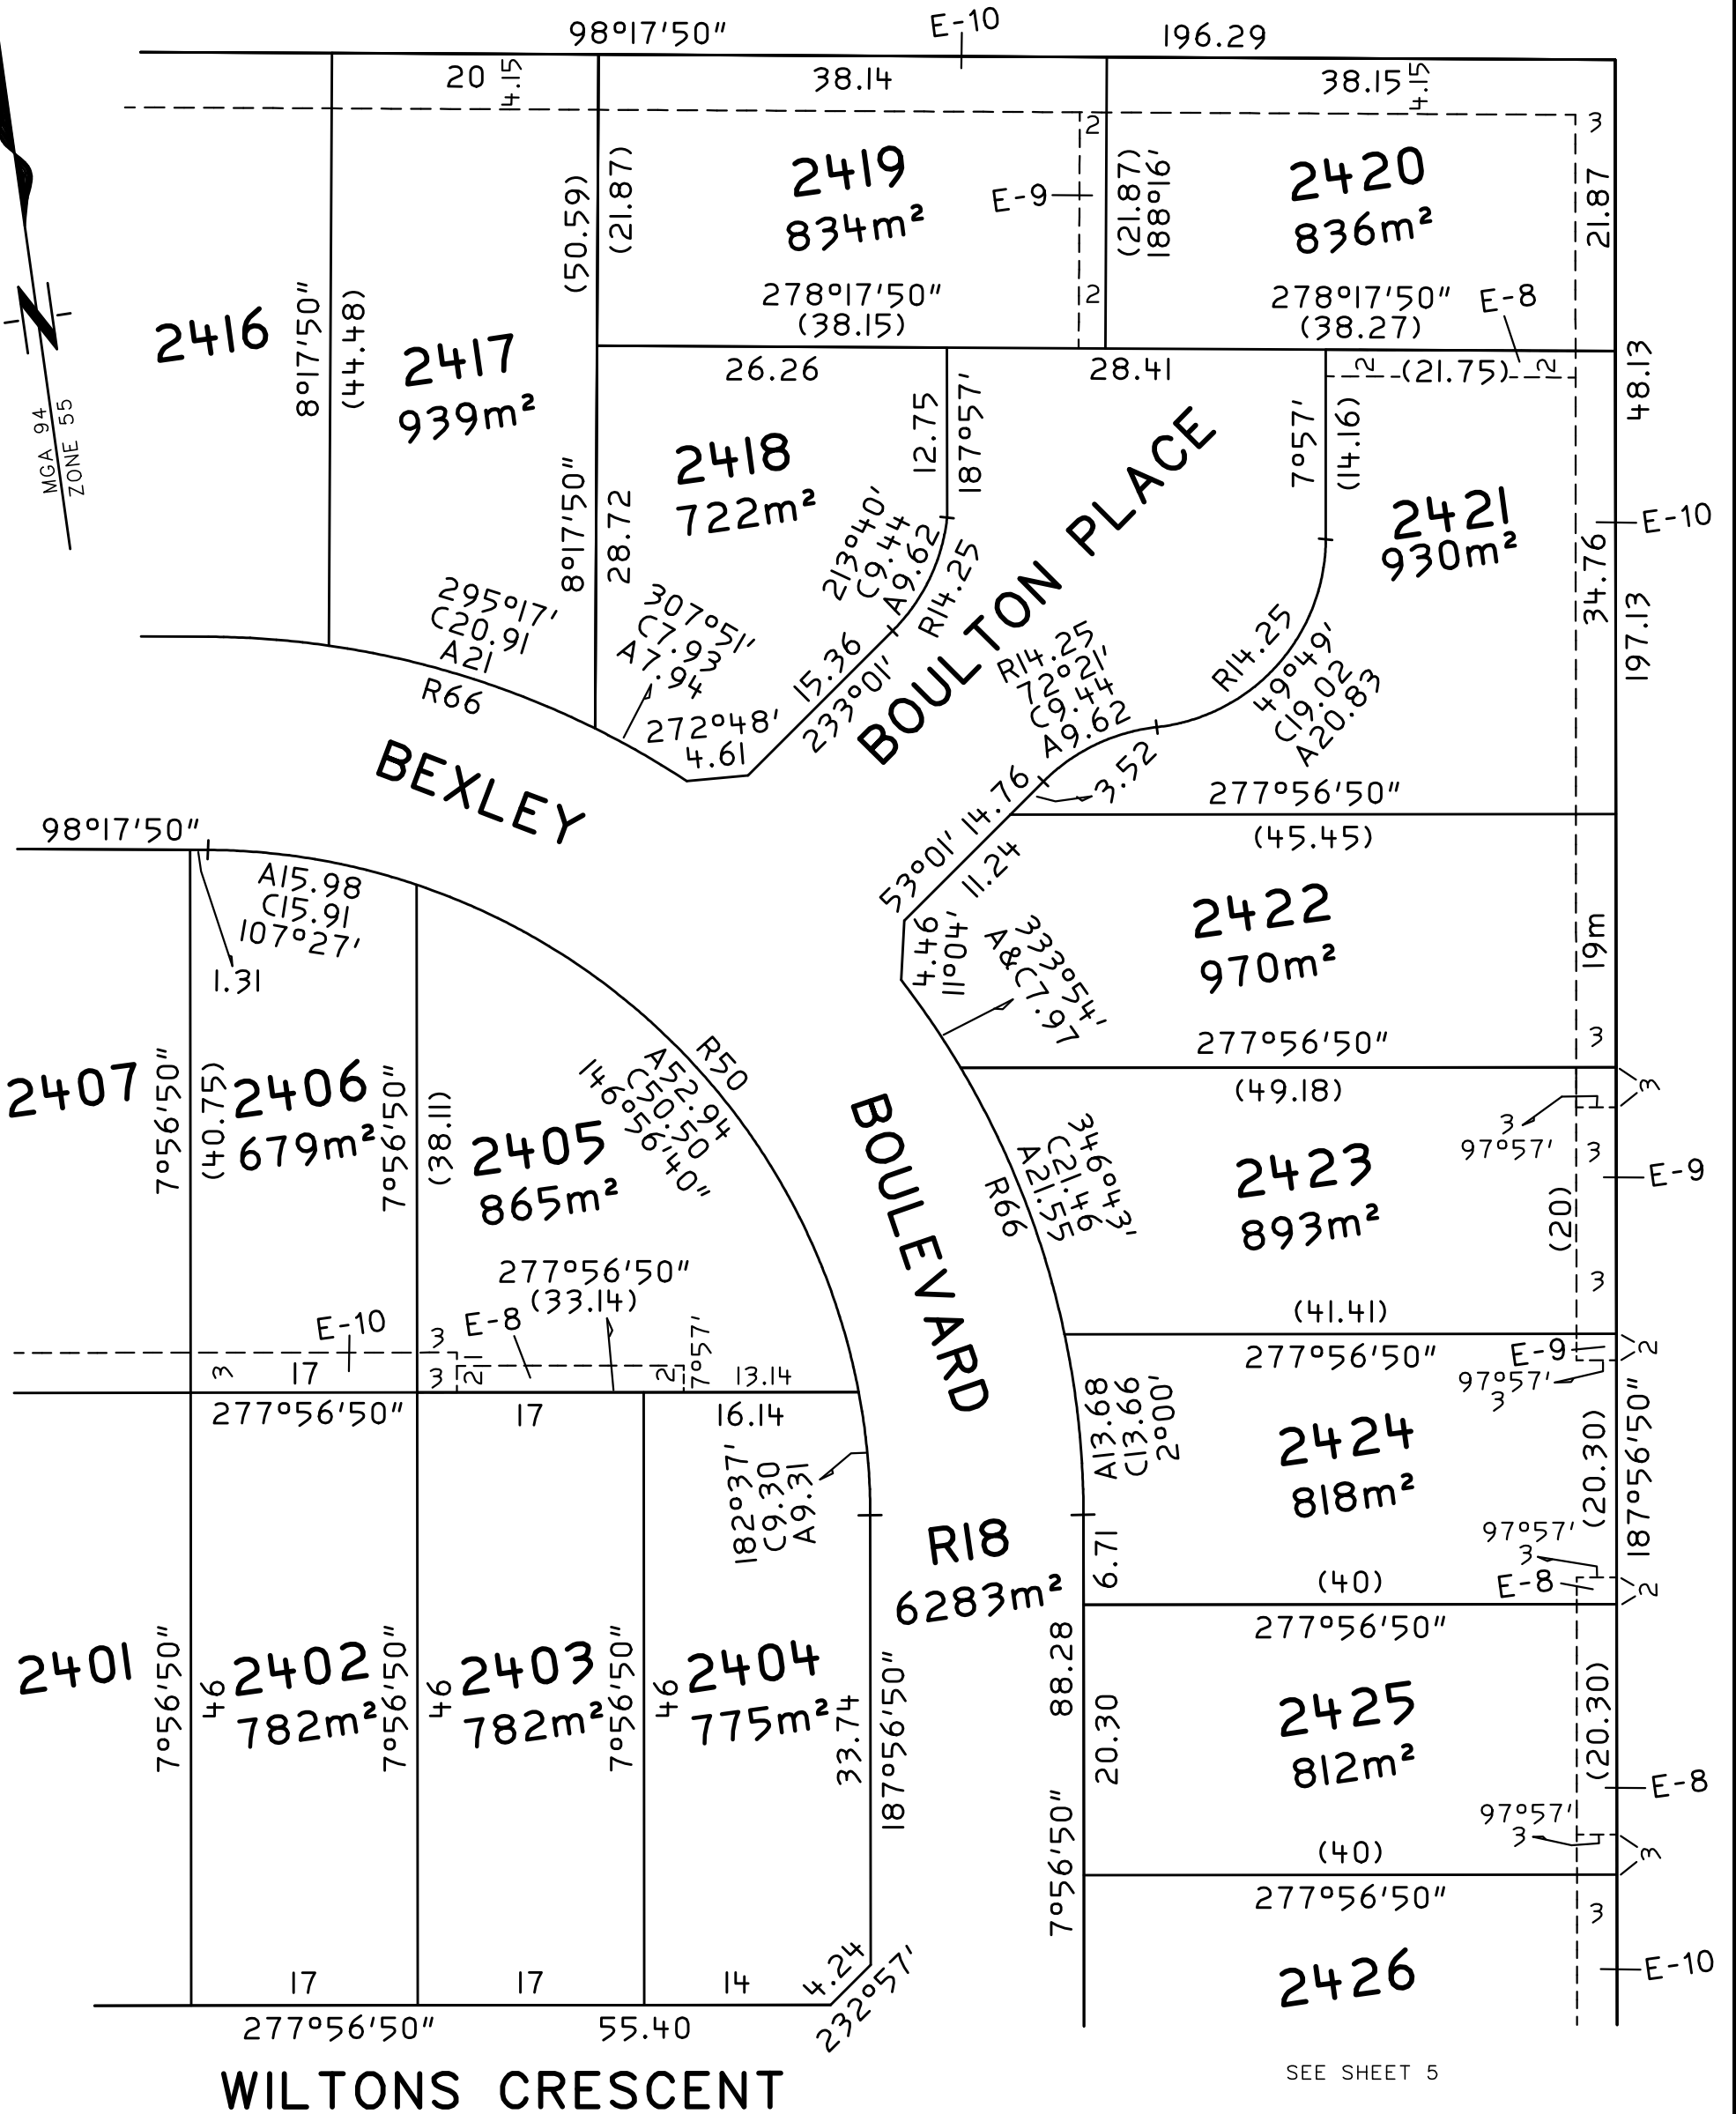 98°17'50"
E-10
196.29
20
4.15
38.14
38.15
4.15
2
3
2419
834m²
E-9
(21.87)
188°16'
2420
836m²
21.87
(50.59)
(21.87)
278°17'50"
(38.15)
2
278°17'50"
(38.27)
E-8
2416
8°17'50"
(44.48)
2417
939m²
26.26
28.41
2
(21.75)
2
48.13
MGA 94
ZONE 55
12.75
187°57'
7°57'
(14.16)
2418
722m²
8°17'50"
28.72
213°40'
C9.44
A9.62
R14.25
BOULTON PLACE
2421
930m²
E-10
34.76
197.13
295°17'
C20.91
A21
R66
307°51'
C7.93
A7.94
272°48'
4.61
15.36
233°01'
R14.25
72°21'
C9.44
A9.62
R14.25
49°49'
C19.02
A20.83
3.52
BEXLEY
277°56'50"
(45.45)
98°17'50"
A15.98
C15.91
107°27'
1.31
53°01'
14.76
11.24
4.46
11°04'
333°54'
A&C7.97
2422
970m²
19m
3
277°56'50"
(49.18)
3
2407
7°56'50"
(40.75)
2406
679m²
7°56'50"
(38.11)
2405
865m²
R50
A52.94
C50.50
146°56'40"
BOULEVARD
R66
346°43'
C21.46
A21.55
3
97°57'
3
2423
893m²
E-9
(20)
3
277°56'50"
(33.14)
E-10
E-8
3
3
17
3
1
2
2
7°57'
13.14
(41.41)
277°56'50"
E-9
2
97°57'
3
277°56'50"
17
16.14
182°37'
C9.30
A9.31
A13.68
C13.66
2°00'
2424
818m²
(20.30)
187°56'50"
R18
6283m²
6.71
97°57'
3
E-8
2
(40)
277°56'50"
2401
7°56'50"
46
2402
782m²
7°56'50"
46
2403
782m²
7°56'50"
46
2404
775m²
33.74
187°56'50"
88.28
20.30
7°56'50"
2425
812m²
(20.30)
E-8
97°57'
3
3
(40)
277°56'50"
3
2426
E-10
17
17
14
4.24
232°57'
277°56'50"
55.40
WILTONS CRESCENT
SEE SHEET 5